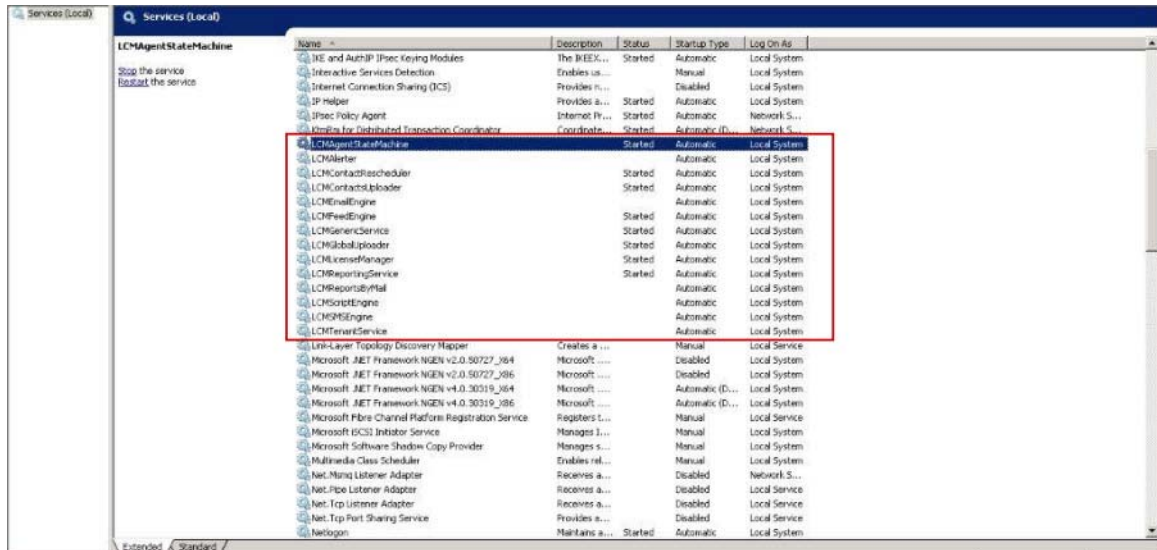 Services (Local)
Services (Local)
LCMAgentStateMachine
Stop the service
Restart the service
Name Description Status Startup Type Log On As
IKE and AuthIP IPsec Keying Modules The IKEEX... Started Automatic Local System
Interactive Services Detection Enables us... Manual Local System
Internet Connection Sharing (ICS) Provides n... Disabled Local System
IP Helper Provides a... Started Automatic Local System
IPsec Policy Agent Internet Pr... Started Automatic Network S...
KtmRm for Distributed Transaction Coordinator Coordinate... Started Automatic (D... Network S...
LCMAgentStateMachine Started Automatic Local System
LCMAlerter Automatic Local System
LCMContactRescheduler Started Automatic Local System
LCMContactsUploader Started Automatic Local System
LCMEmailEngine Automatic Local System
LCMFeedEngine Started Automatic Local System
LCMGenericService Started Automatic Local System
LCMGlobalUploader Started Automatic Local System
LCMLicenseManager Started Automatic Local System
LCMReportingService Started Automatic Local System
LCMReportsByMail Automatic Local System
LCMScriptEngine Automatic Local System
LCMSMSEngine Automatic Local System
LCMTenantService Automatic Local System
Link-Layer Topology Discovery Mapper Creates a ... Manual Local Service
Microsoft .NET Framework NGEN v2.0.50727_X64 Microsoft .... Disabled Local System
Microsoft .NET Framework NGEN v2.0.50727_X86 Microsoft .... Disabled Local System
Microsoft .NET Framework NGEN v4.0.30319_X64 Microsoft .... Automatic (D... Local System
Microsoft .NET Framework NGEN v4.0.30319_X86 Microsoft .... Automatic (D... Local System
Microsoft Fibre Channel Platform Registration Service Registers t... Manual Local Service
Microsoft iSCSI Initiator Service Manages I... Manual Local System
Microsoft Software Shadow Copy Provider Manages s... Manual Local System
Multimedia Class Scheduler Enables rel... Manual Local System
Net.Msmq Listener Adapter Receives a... Disabled Network S...
Net.Pipe Listener Adapter Receives a... Disabled Local Service
Net.Tcp Listener Adapter Receives a... Disabled Local Service
Net.Tcp Port Sharing Service Provides a... Disabled Local Service
Netlogon Maintains a... Started Automatic Local System
Extended Standard